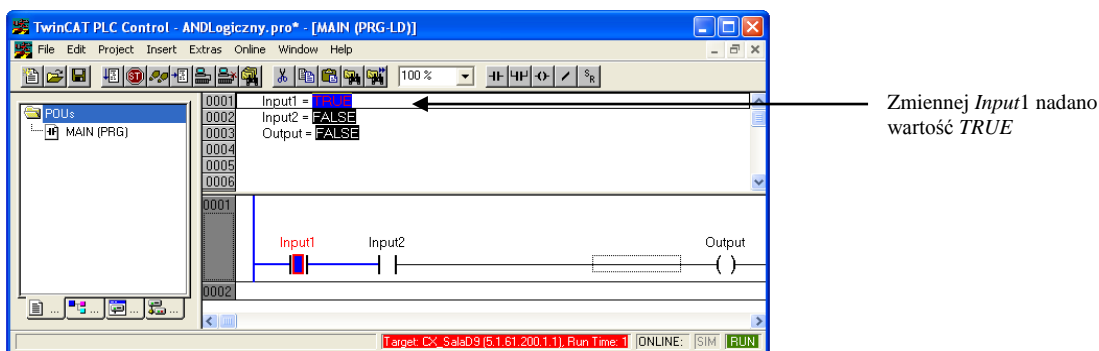 TwinCAT PLC Control - ANDLogiczny.pro* - [MAIN (PRG-LD)]
File Edit Project Insert Extras Online Window Help
100 %
POUs
MAIN (PRG)
0001 Input1 = TRUE
0002 Input2 = FALSE
0003 Output = FALSE
0004
0005
0006
Zmiennej Input1 nadano
wartość TRUE
0001
Input1 Input2 Output
0002
Target: CX_SalaD9 (5.1.61.200.1.1), Run Time: 1 ONLINE: SIM RUN